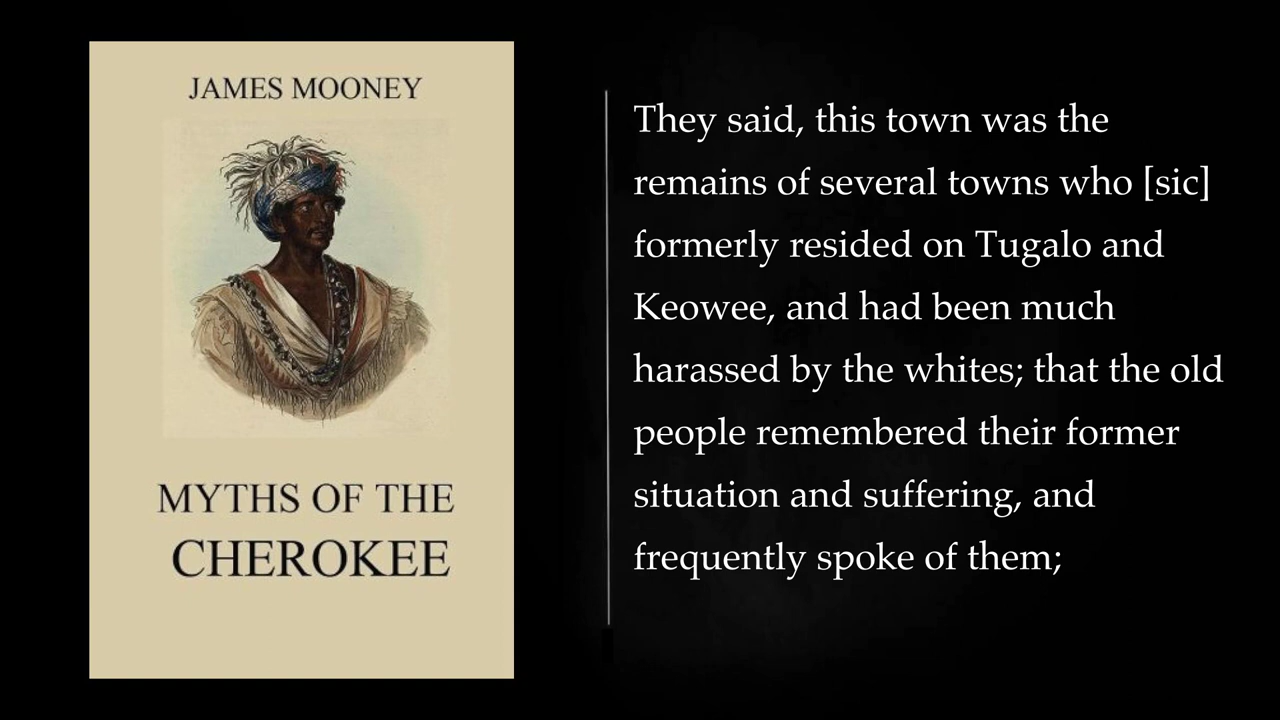 JAMES MOONEY
MYTHS OF THE
CHEROKEE
They said, this town was the
remains of several towns who [sic]
formerly resided on Tugalo and
Keowee, and had been much
harassed by the whites; that the old
people remembered their former
situation and suffering, and
frequently spoke of them;